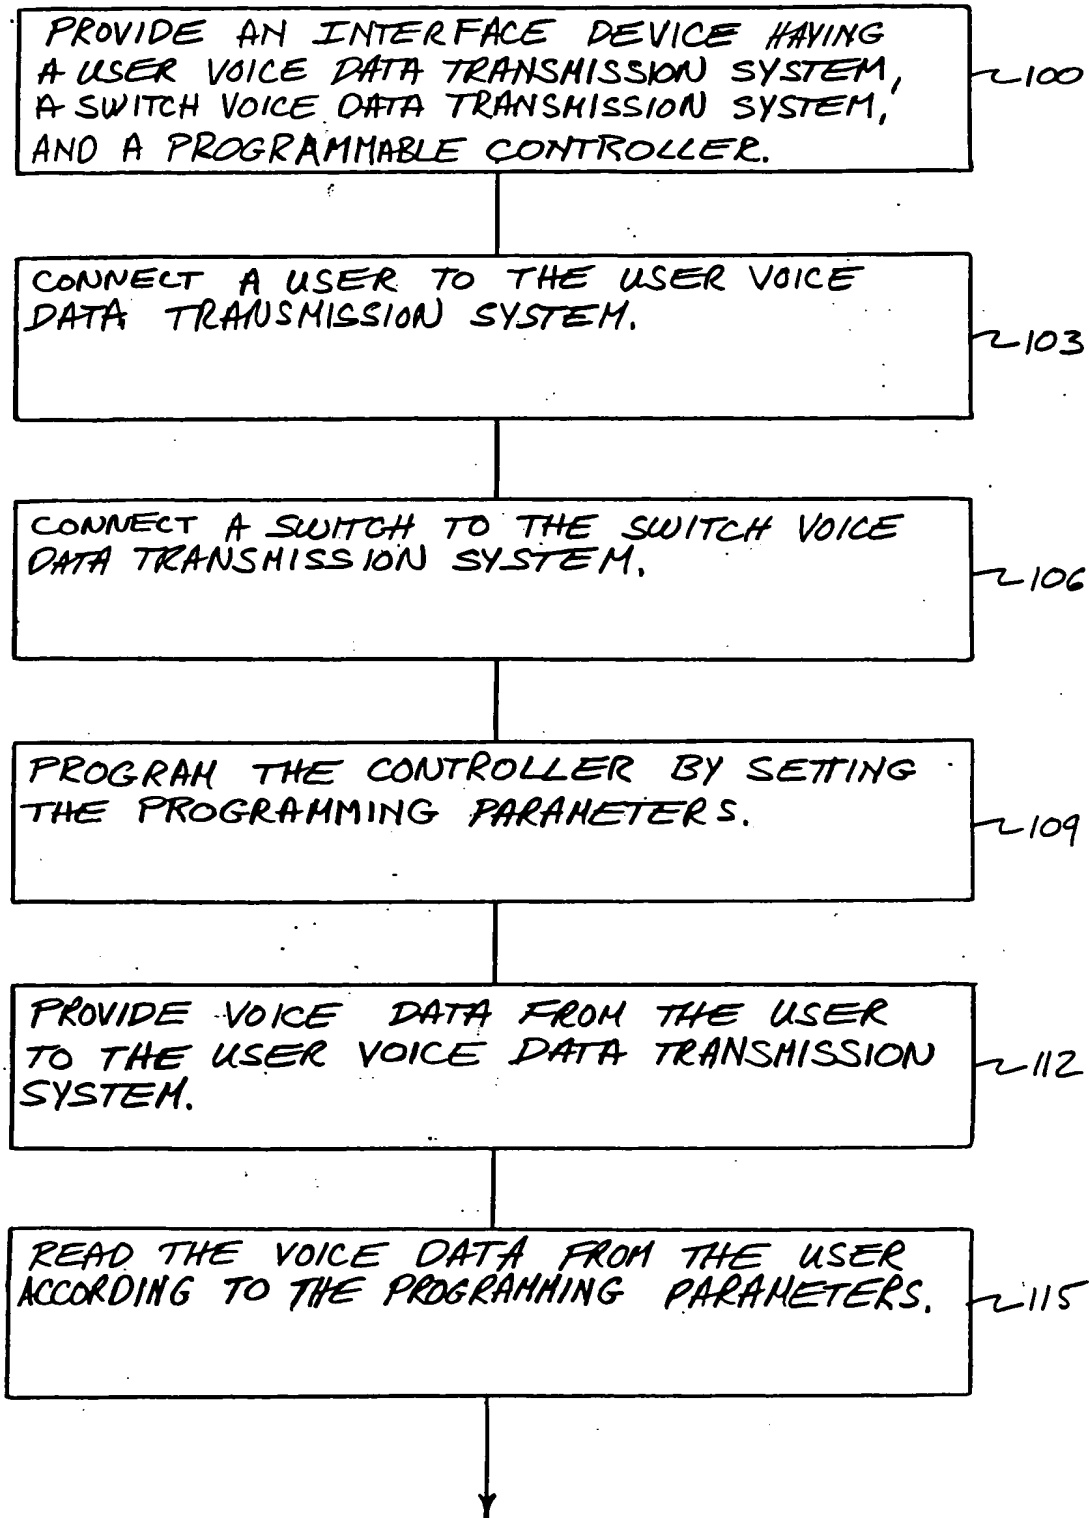 PROVIDE AN INTERFACE DEVICE HAVING
A USER VOICE DATA TRANSMISSION SYSTEM,
A SWITCH VOICE DATA TRANSMISSION SYSTEM,
AND A PROGRAMMABLE CONTROLLER.
100
CONNECT A USER TO THE USER VOICE
DATA TRANSMISSION SYSTEM.
103
CONNECT A SWITCH TO THE SWITCH VOICE
DATA TRANSMISSION SYSTEM.
106
PROGRAM THE CONTROLLER BY SETTING
THE PROGRAMMING PARAMETERS.
109
PROVIDE VOICE DATA FROM THE USER
TO THE USER VOICE DATA TRANSMISSION
SYSTEM.
112
READ THE VOICE DATA FROM THE USER
ACCORDING TO THE PROGRAMMING PARAMETERS.
115